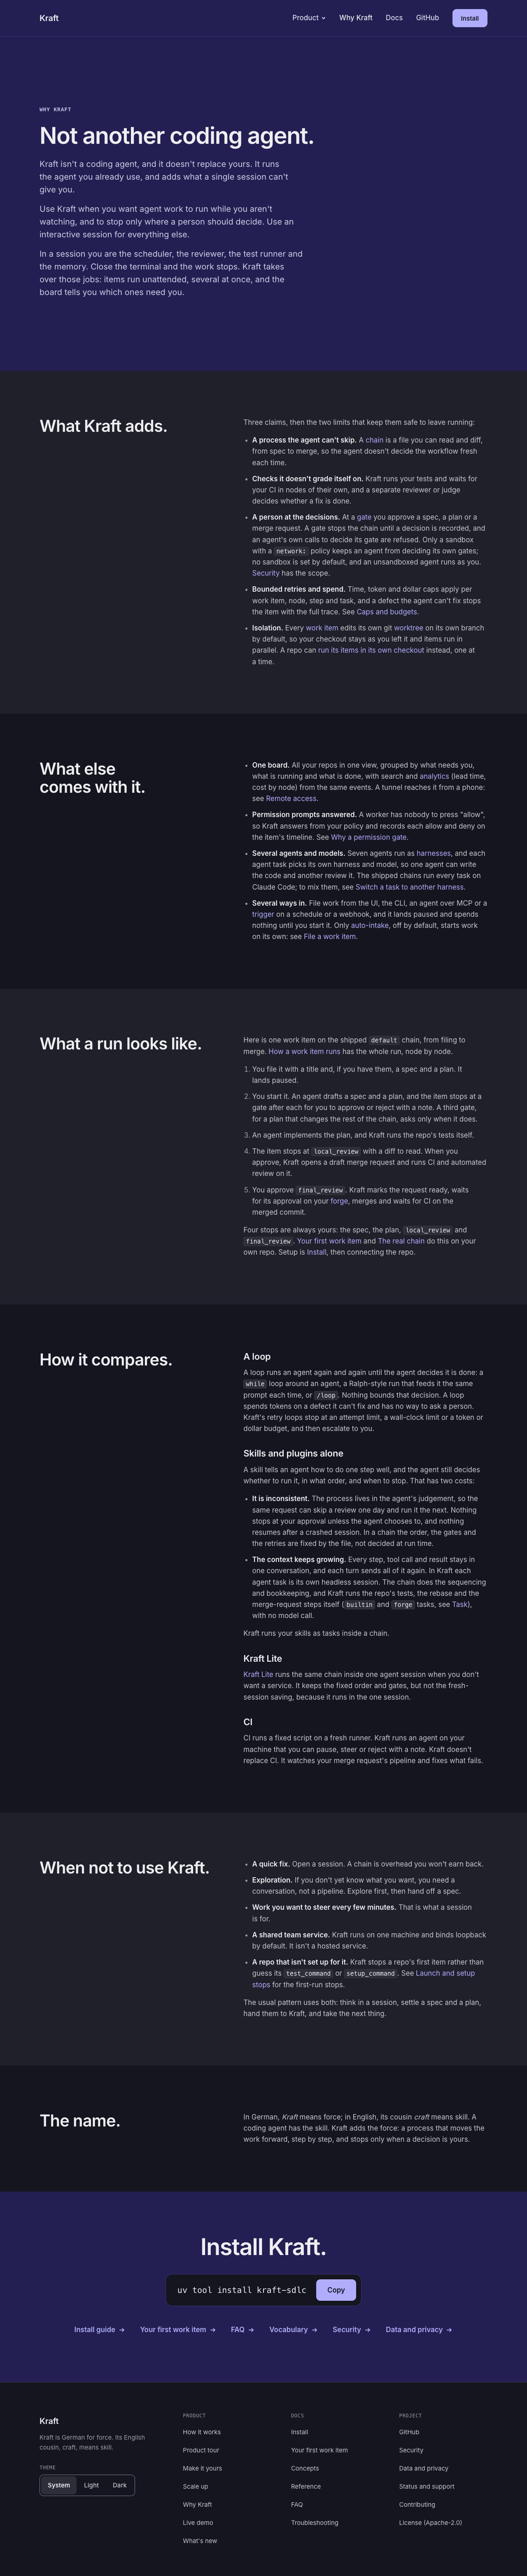 Kraft
Product
Why Kraft
Docs
GitHub
Install
WHY KRAFT
Not another coding agent.
Kraft isn't a coding agent, and it doesn't replace yours. It runs
the agent you already use, and adds what a single session can't
give you.
Use Kraft when you want agent work to run while you aren't
watching, and to stop only where a person should decide. Use an
interactive session for everything else.
In a session you are the scheduler, the reviewer, the test runner and
the memory. Close the terminal and the work stops. Kraft takes
over those jobs: items run unattended, several at once, and the
board tells you which ones need you.
What Kraft adds.
Three claims, then the two limits that keep them safe to leave running:
• A process the agent can't skip. A chain is a file you can read and diff,
from spec to merge, so the agent doesn't decide the workflow fresh
each time.
• Checks it doesn't grade itself on. Kraft runs your tests and waits for
your CI in nodes of their own, and a separate reviewer or judge
decides whether a fix is done.
• A person at the decisions. At a gate you approve a spec, a plan or a
merge request. A gate stops the chain until a decision is recorded, and
an agent's own calls to decide its gate are refused. Only a sandbox
with a network: policy keeps an agent from deciding its own gates;
no sandbox is set by default, and an unsandboxed agent runs as you.
Security has the scope.
• Bounded retries and spend. Time, token and dollar caps apply per
work item, node, step and task, and a defect the agent can't fix stops
the item with the full trace. See Caps and budgets.
• Isolation. Every work item edits its own git worktree on its own branch
by default, so your checkout stays as you left it and items run in
parallel. A repo can run its items in its own checkout instead, one at
a time.
What else
comes with it.
• One board. All your repos in one view, grouped by what needs you,
what is running and what is done, with search and analytics (lead time,
cost by node) from the same events. A tunnel reaches it from a phone:
see Remote access.
• Permission prompts answered. A worker has nobody to press "allow",
so Kraft answers from your policy and records each allow and deny on
the item's timeline. See Why a permission gate.
• Several agents and models. Seven agents run as harnesses, and each
agent task picks its own harness and model, so one agent can write
the code and another review it. The shipped chains run every task on
Claude Code; to mix them, see Switch a task to another harness.
• Several ways in. File work from the UI, the CLI, an agent over MCP or a
trigger on a schedule or a webhook, and it lands paused and spends
nothing until you start it. Only auto-intake, off by default, starts work
on its own: see File a work item.
What a run looks like.
Here is one work item on the shipped default chain, from filing to
merge. How a work item runs has the whole run, node by node.
1. You file it with a title and, if you have them, a spec and a plan. It
lands paused.
2. You start it. An agent drafts a spec and a plan, and the item stops at a
gate after each for you to approve or reject with a note. A third gate,
for a plan that changes the rest of the chain, asks only when it does.
3. An agent implements the plan, and Kraft runs the repo's tests itself.
4. The item stops at local_review with a diff to read. When you
approve, Kraft opens a draft merge request and runs CI and automated
review on it.
5. You approve final_review. Kraft marks the request ready, waits
for its approval on your forge, merges and waits for CI on the
merged commit.
Four stops are always yours: the spec, the plan, local_review and
final_review. Your first work item and The real chain do this on your
own repo. Setup is Install, then connecting the repo.
How it compares.
A loop
A loop runs an agent again and again until the agent decides it is done: a
while loop around an agent, a Ralph-style run that feeds it the same
prompt each time, or /loop. Nothing bounds that decision. A loop
spends tokens on a defect it can't fix and has no way to ask a person.
Kraft's retry loops stop at an attempt limit, a wall-clock limit or a token or
dollar budget, and then escalate to you.
Skills and plugins alone
A skill tells an agent how to do one step well, and the agent still decides
whether to run it, in what order, and when to stop. That has two costs:
• It is inconsistent. The process lives in the agent's judgement, so the
same request can skip a review one day and run it the next. Nothing
stops at your approval unless the agent chooses to, and nothing
resumes after a crashed session. In a chain the order, the gates and
the retries are fixed by the file, not decided at run time.
• The context keeps growing. Every step, tool call and result stays in
one conversation, and each turn sends all of it again. In Kraft each
agent task is its own headless session. The chain does the sequencing
and bookkeeping, and Kraft runs the repo's tests, the rebase and the
merge-request steps itself (builtin and forge tasks, see Task),
with no model call.
Kraft runs your skills as tasks inside a chain.
Kraft Lite
Kraft Lite runs the same chain inside one agent session when you don't
want a service. It keeps the fixed order and gates, but not the fresh-
session saving, because it runs in the one session.
CI
CI runs a fixed script on a fresh runner. Kraft runs an agent on your
machine that you can pause, steer or reject with a note. Kraft doesn't
replace CI. It watches your merge request's pipeline and fixes what fails.
When not to use Kraft.
• A quick fix. Open a session. A chain is overhead you won't earn back.
• Exploration. If you don't yet know what you want, you need a
conversation, not a pipeline. Explore first, then hand off a spec.
• Work you want to steer every few minutes. That is what a session
is for.
• A shared team service. Kraft runs on one machine and binds loopback
by default. It isn't a hosted service.
• A repo that isn't set up for it. Kraft stops a repo's first item rather than
guess its test_command or setup_command. See Launch and setup
stops for the first-run stops.
The usual pattern uses both: think in a session, settle a spec and a plan,
hand them to Kraft, and take the next thing.
The name.
In German, Kraft means force; in English, its cousin craft means skill. A
coding agent has the skill. Kraft adds the force: a process that moves the
work forward, step by step, and stops only when a decision is yours.
Install Kraft.
uv tool install kraft-sdlc
Copy
Install guide →
Your first work item →
FAQ →
Vocabulary →
Security →
Data and privacy →
Kraft
Kraft is German for force. Its English
cousin, craft, means skill.
THEME
System
Light
Dark
PRODUCT
How it works
Product tour
Make it yours
Scale up
Why Kraft
Live demo
What's new
DOCS
Install
Your first work item
Concepts
Reference
FAQ
Troubleshooting
PROJECT
GitHub
Security
Data and privacy
Status and support
Contributing
License (Apache-2.0)